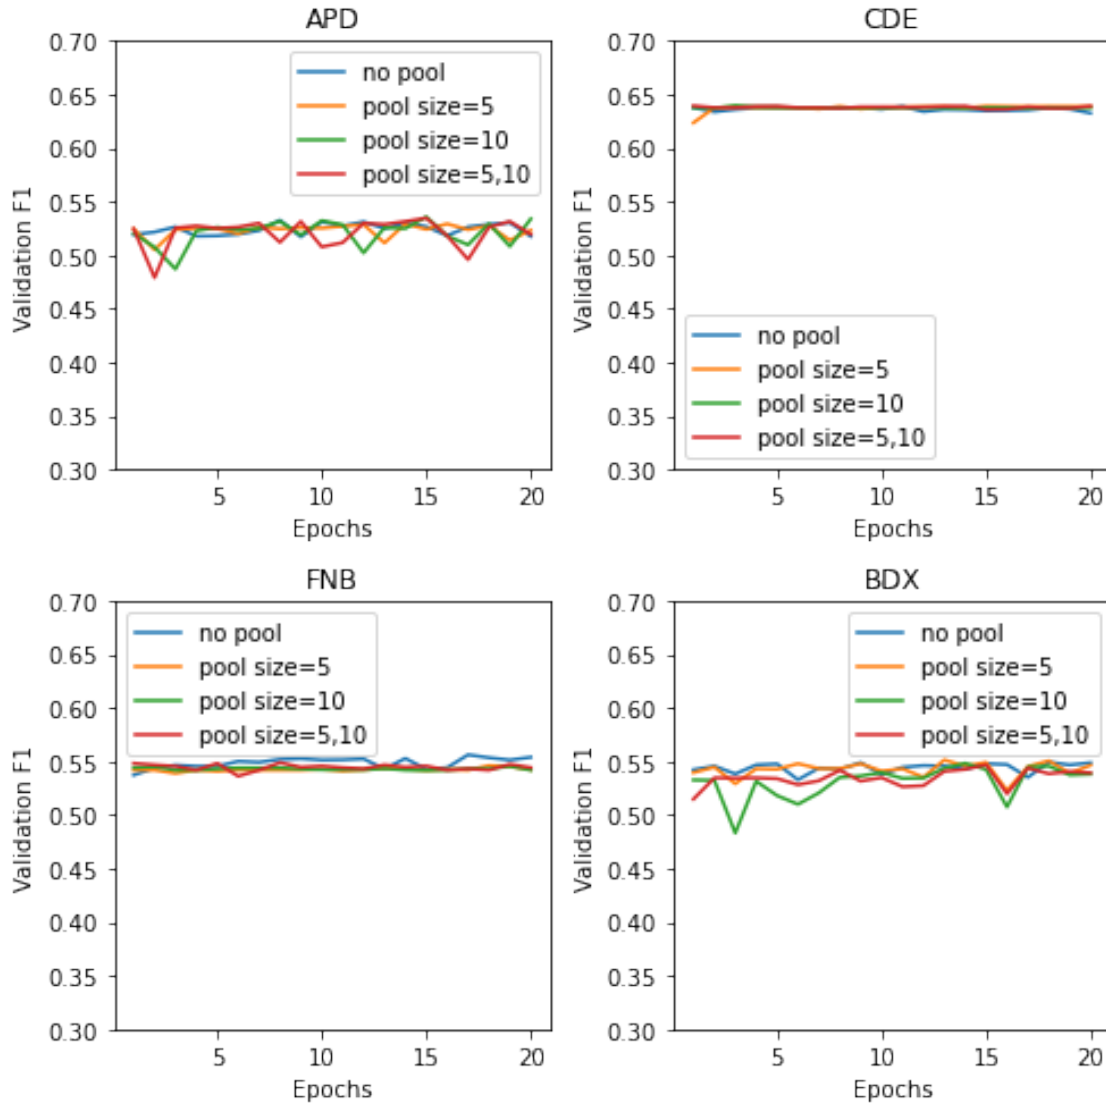 APD
0.70
0.65
0.60
0.55
0.50
0.45
0.40
0.35
0.30
Validation F1
no pool
pool size=5
pool size=10
pool size=5,10
5
10
15
20
Epochs
CDE
0.70
0.65
0.60
0.55
0.50
0.45
0.40
0.35
0.30
Validation F1
no pool
pool size=5
pool size=10
pool size=5,10
5
10
15
20
Epochs
FNB
0.70
0.65
0.60
0.55
0.50
0.45
0.40
0.35
0.30
Validation F1
no pool
pool size=5
pool size=10
pool size=5,10
5
10
15
20
Epochs
BDX
0.70
0.65
0.60
0.55
0.50
0.45
0.40
0.35
0.30
Validation F1
no pool
pool size=5
pool size=10
pool size=5,10
5
10
15
20
Epochs